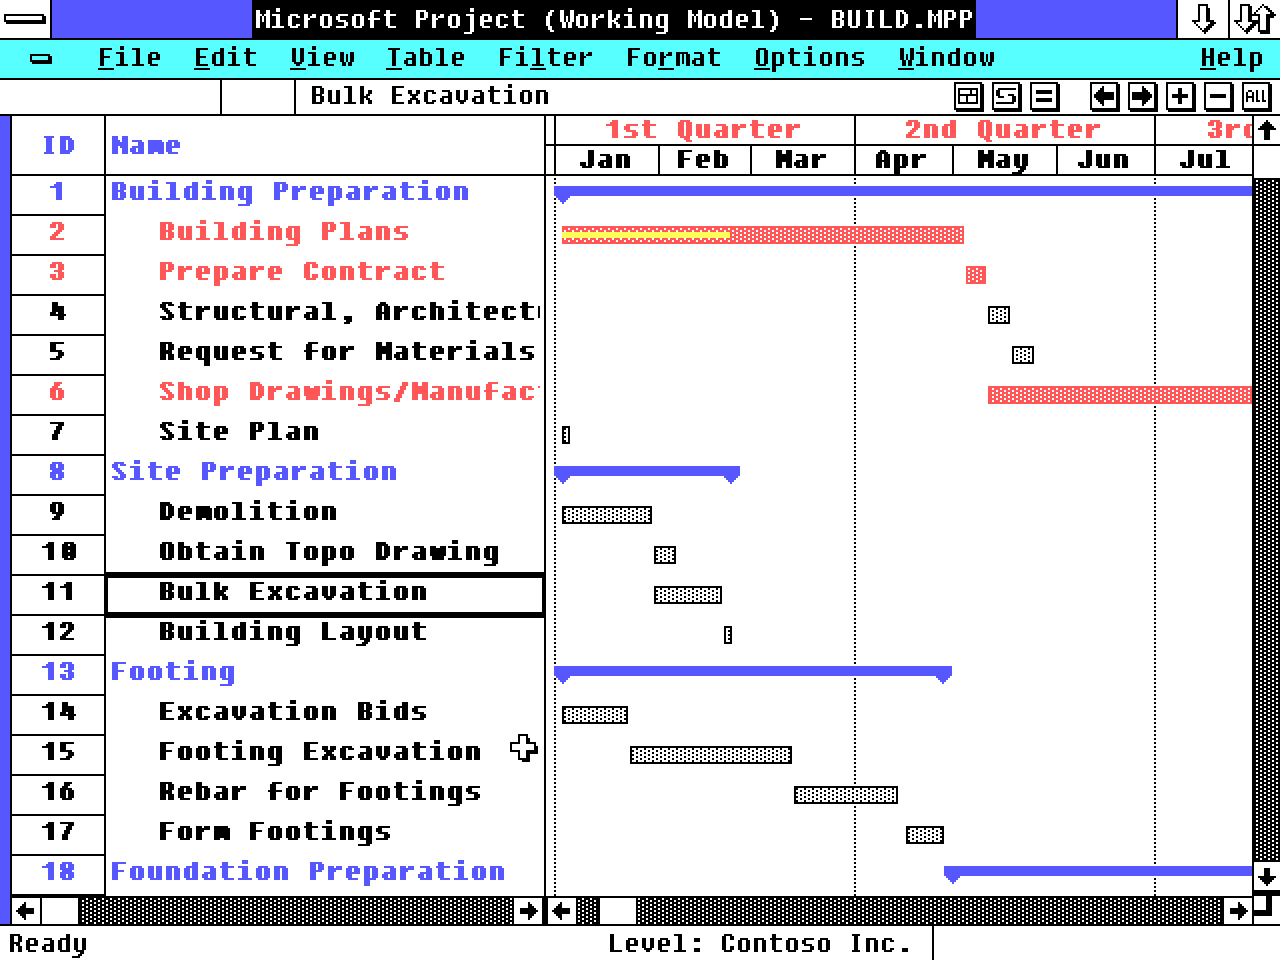 Microsoft Project (Working Model) - BUILD.MPP
File Edit View Table Filter Format Options Window Help
Bulk Excavation
ALL
ID Name
1st Quarter 2nd Quarter 3rd
Jan Feb Mar Apr May Jun Jul
1 Building Preparation
2 Building Plans
3 Prepare Contract
4 Structural, Architect
5 Request for Materials
6 Shop Drawings/Manufac
7 Site Plan
8 Site Preparation
9 Demolition
10 Obtain Topo Drawing
11 Bulk Excavation
12 Building Layout
13 Footing
14 Excavation Bids
15 Footing Excavation
16 Rebar for Footings
17 Form Footings
18 Foundation Preparation
Ready Level: Contoso Inc.